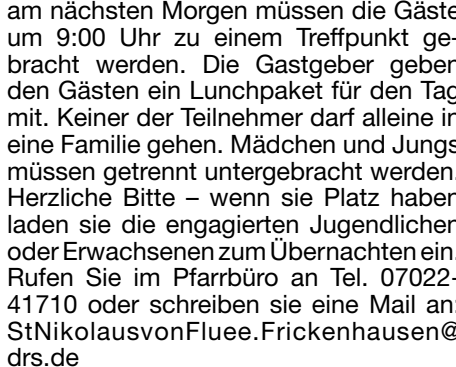 am nächsten Morgen müssen die Gäste
um 9:00 Uhr zu einem Treffpunkt ge-
bracht werden. Die Gastgeber geben
den Gästen ein Lunchpaket für den Tag
mit. Keiner der Teilnehmer darf alleine in
eine Familie gehen. Mädchen und Jungs
müssen getrennt untergebracht werden.
Herzliche Bitte – wenn sie Platz haben
laden sie die engagierten Jugendlichen
oder Erwachsenen zum Übernachten ein.
Rufen Sie im Pfarrbüro an Tel. 07022-
41710 oder schreiben sie eine Mail an:
StNikolausvonFluee.Frickenhausen@
drs.de